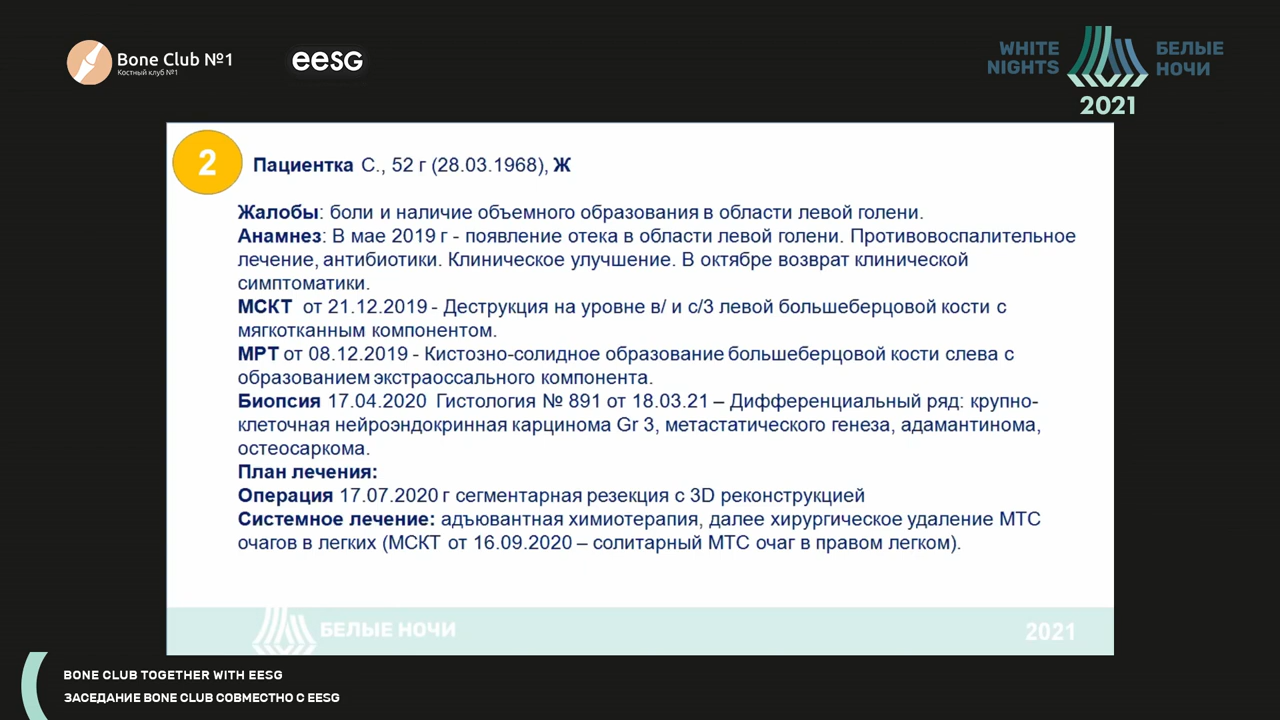 Bone Club №1
Костный клуб №1
eesg
WHITE
NIGHTS
БЕЛЫЕ
НОЧИ
2021
2
Пациентка С., 52 г (28.03.1968), Ж
Жалобы: боли и наличие объемного образования в области левой голени.
Анамнез: В мае 2019 г - появление отека в области левой голени. Противовоспалительное
лечение, антибиотики. Клиническое улучшение. В октябре возврат клинической
симптоматики.
МСКТ от 21.12.2019 - Деструкция на уровне в/ и с/3 левой большеберцовой кости с
мягкотканным компонентом.
МРТ от 08.12.2019 - Кистозно-солидное образование большеберцовой кости слева с
образованием экстраоссального компонента.
Биопсия 17.04.2020 Гистология № 891 от 18.03.21 – Дифференциальный ряд: крупно-
клеточная нейроэндокринная карцинома Gr 3, метастатического генеза, адамантинома,
остеосаркома.
План лечения:
Операция 17.07.2020 г сегментарная резекция с 3D реконструкцией
Системное лечение: адъювантная химиотерапия, далее хирургическое удаление МТС
очагов в легких (МСКТ от 16.09.2020 – солитарный МТС очаг в правом легком).
БЕЛЫЕ НОЧИ
2021
BONE CLUB TOGETHER WITH EESG
ЗАСЕДАНИЕ BONE CLUB СОВМЕСТНО С EESG